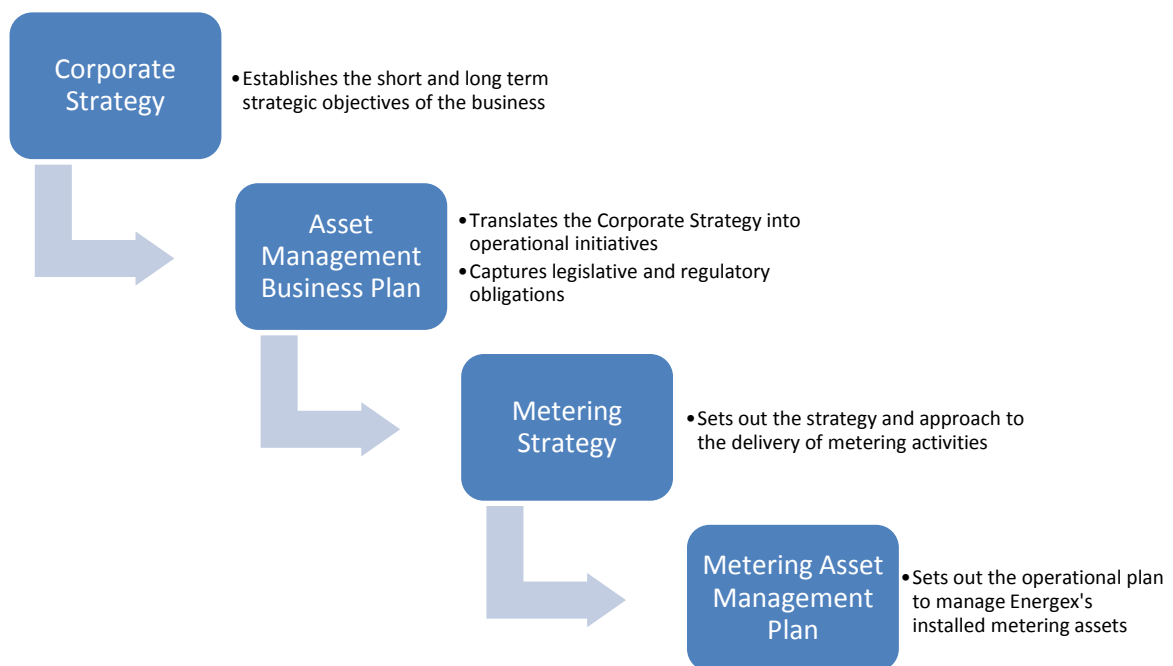 Corporate
Strategy
•Establishes the short and long term
strategic objectives of the business
Asset
Management
Business Plan
•Translates the Corporate Strategy into
operational initiatives
•Captures legislative and regulatory
obligations
Metering
Strategy
•Sets out the strategy and approach to
the delivery of metering activities
Metering Asset
Management
Plan
•Sets out the operational plan
to manage Energex's
installed metering assets